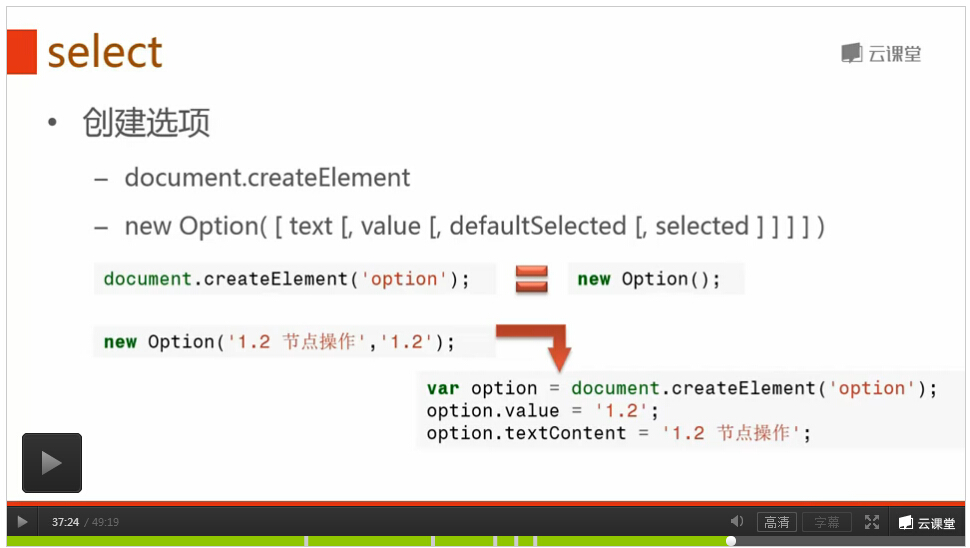 select
云课堂
• 创建选项
– document.createElement
– new Option( [ text [, value [, defaultSelected [, selected ] ] ] ] )
document.createElement('option');
new Option();
new Option('1.2 节点操作','1.2');
var option = document.createElement('option');
option.value = '1.2';
option.textContent = '1.2 节点操作';
37:24 / 49:19
高清
字幕
云课堂